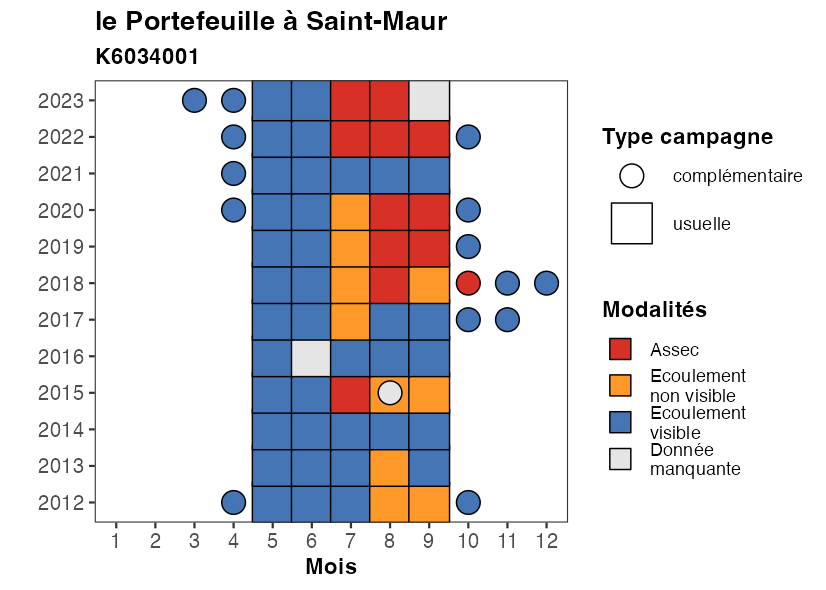 le Portefeuille à Saint-Maur
K6034001
2023
2022
2021
2020
2019
2018
2017
2016
2015
2014
2013
2012
1 2 3 4 5 6 7 8 9 10 11 12
Mois
Type campagne
complémentaire
usuelle
Modalités
Assec
Ecoulement
non visible
Ecoulement
visible
Donnée
manquante